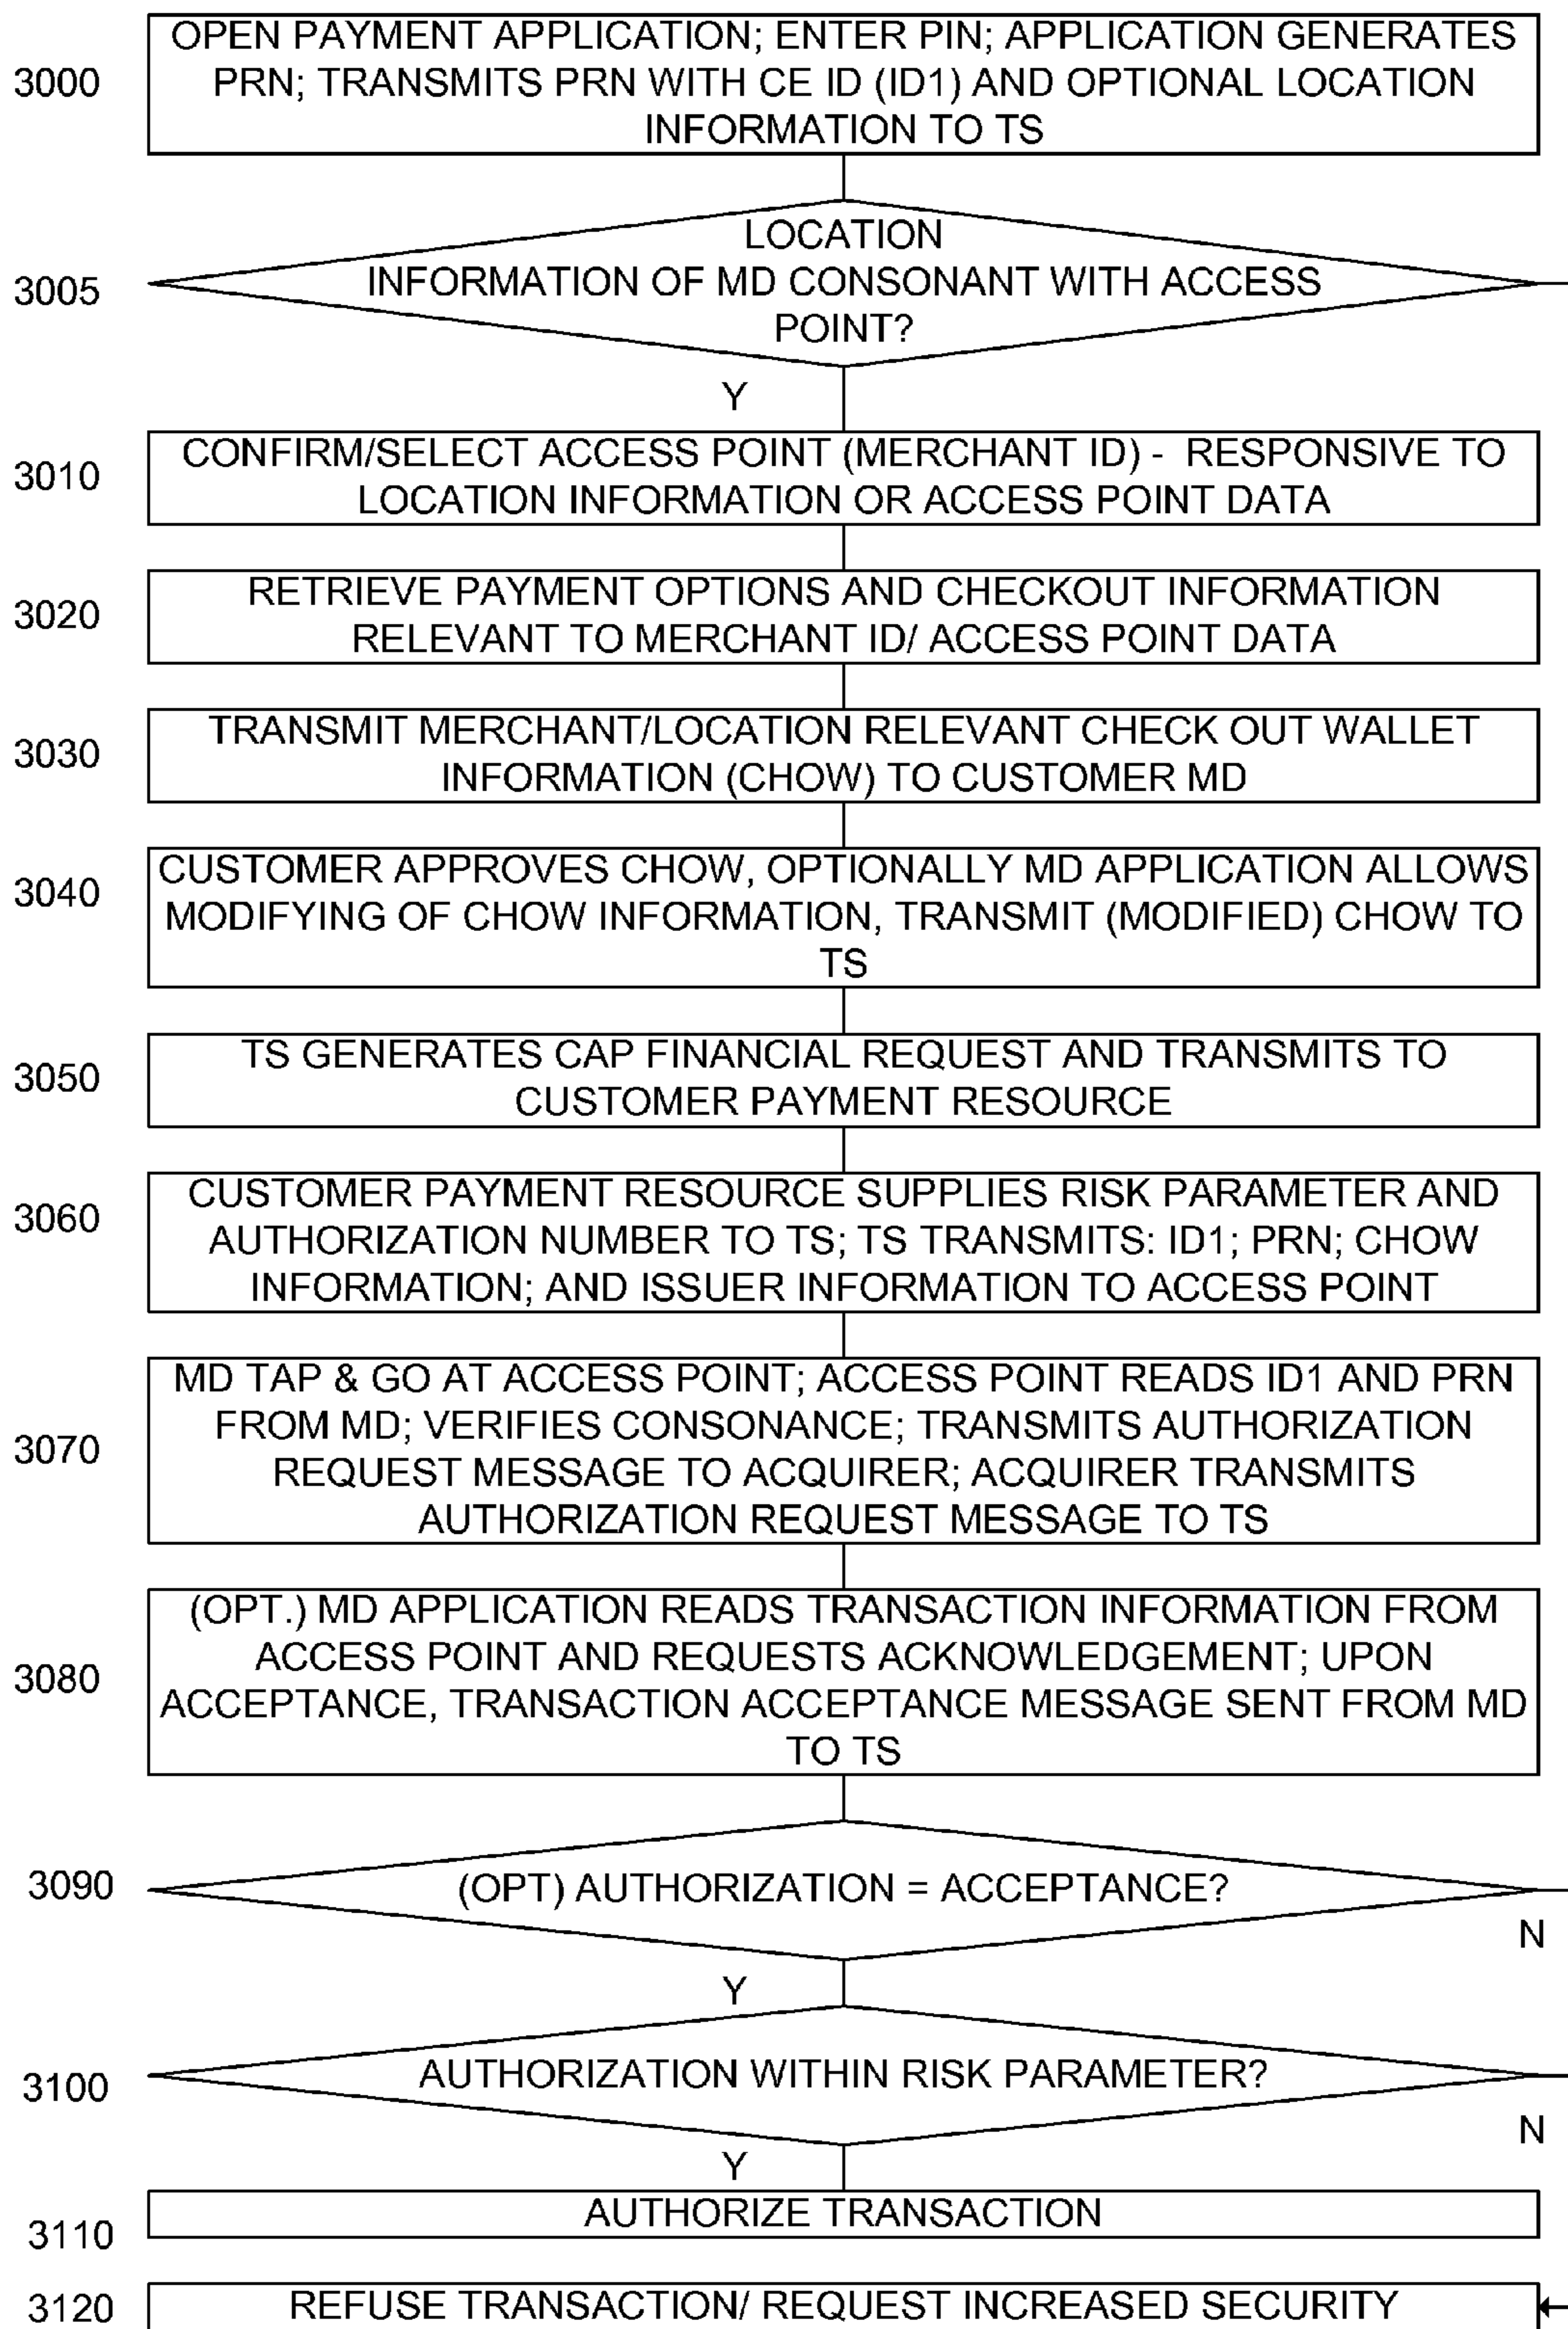 3000
OPEN PAYMENT APPLICATION; ENTER PIN; APPLICATION GENERATES
PRN; TRANSMITS PRN WITH CE ID (ID1) AND OPTIONAL LOCATION
INFORMATION TO TS
3005
LOCATION
INFORMATION OF MD CONSONANT WITH ACCESS
POINT?
Y
3010
CONFIRM/SELECT ACCESS POINT (MERCHANT ID) - RESPONSIVE TO
LOCATION INFORMATION OR ACCESS POINT DATA
3020
RETRIEVE PAYMENT OPTIONS AND CHECKOUT INFORMATION
RELEVANT TO MERCHANT ID/ ACCESS POINT DATA
3030
TRANSMIT MERCHANT/LOCATION RELEVANT CHECK OUT WALLET
INFORMATION (CHOW) TO CUSTOMER MD
3040
CUSTOMER APPROVES CHOW, OPTIONALLY MD APPLICATION ALLOWS
MODIFYING OF CHOW INFORMATION, TRANSMIT (MODIFIED) CHOW TO
TS
3050
TS GENERATES CAP FINANCIAL REQUEST AND TRANSMITS TO
CUSTOMER PAYMENT RESOURCE
3060
CUSTOMER PAYMENT RESOURCE SUPPLIES RISK PARAMETER AND
AUTHORIZATION NUMBER TO TS; TS TRANSMITS: ID1; PRN; CHOW
INFORMATION; AND ISSUER INFORMATION TO ACCESS POINT
3070
MD TAP & GO AT ACCESS POINT; ACCESS POINT READS ID1 AND PRN
FROM MD; VERIFIES CONSONANCE; TRANSMITS AUTHORIZATION
REQUEST MESSAGE TO ACQUIRER; ACQUIRER TRANSMITS
AUTHORIZATION REQUEST MESSAGE TO TS
3080
(OPT.) MD APPLICATION READS TRANSACTION INFORMATION FROM
ACCESS POINT AND REQUESTS ACKNOWLEDGEMENT; UPON
ACCEPTANCE, TRANSACTION ACCEPTANCE MESSAGE SENT FROM MD
TO TS
3090
(OPT) AUTHORIZATION = ACCEPTANCE?
N
Y
3100
AUTHORIZATION WITHIN RISK PARAMETER?
N
Y
3110
AUTHORIZE TRANSACTION
3120
REFUSE TRANSACTION/ REQUEST INCREASED SECURITY